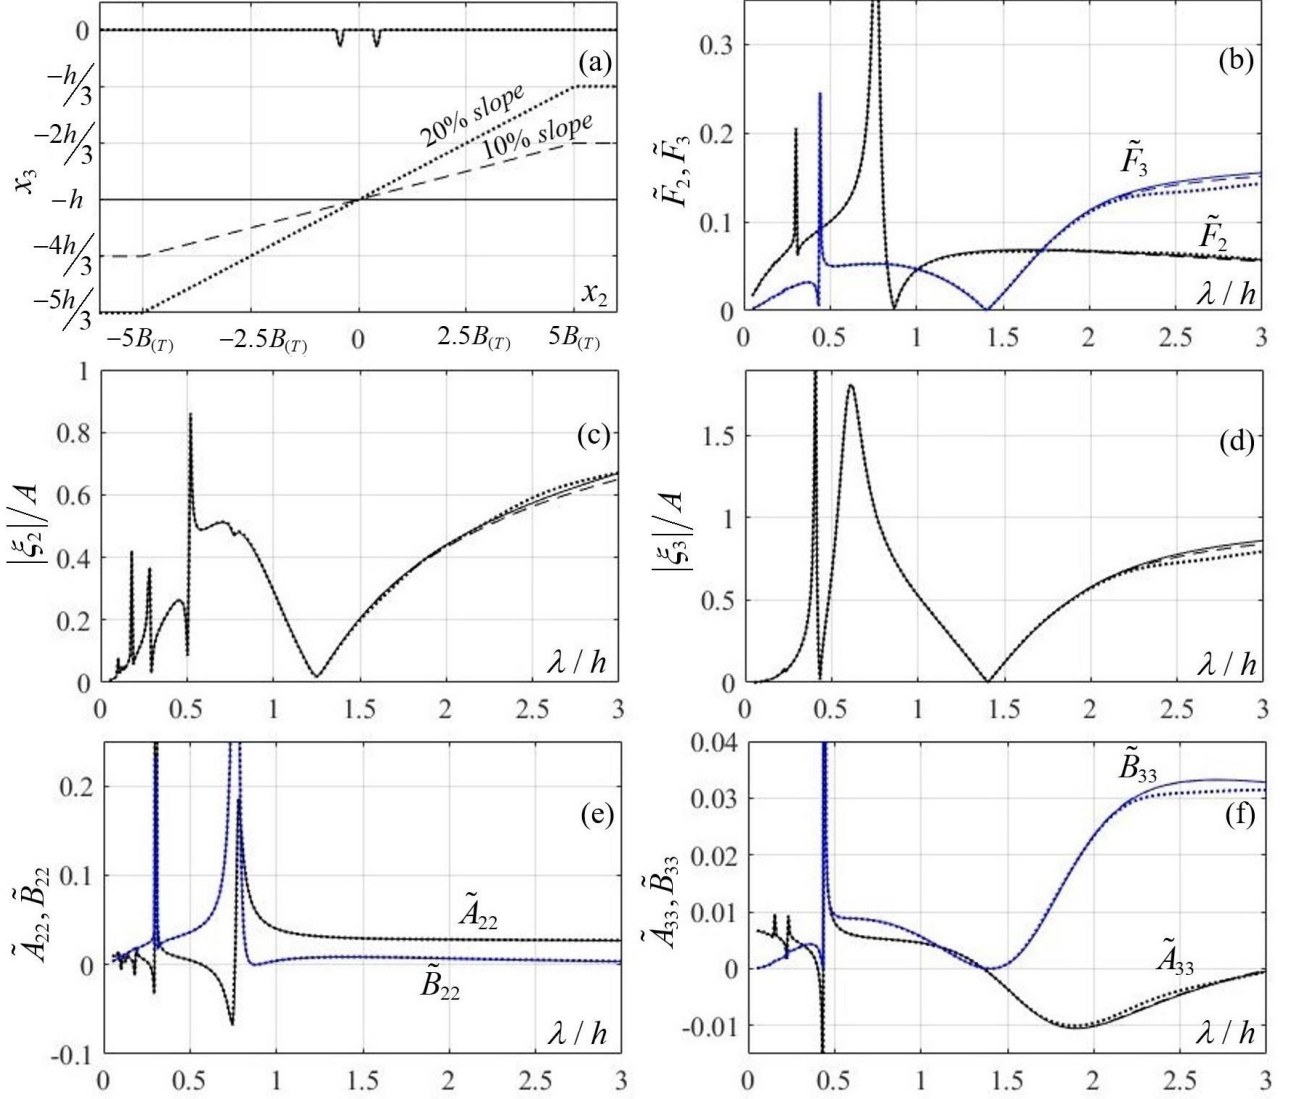 0
−h/3
−2h/3
−h
−4h/3
−5h/3
x₃
(a)
20% slope
10% slope
x₂
−5B(T) −2.5B(T) 0 2.5B(T) 5B(T)
F̃₂, F̃₃
0.3
0.2
0.1
0
(b)
F̃₃
F̃₂
λ / h
0.5 1 1.5 2 2.5 3
|ξ₂|/A
1
0.8
0.6
0.4
0.2
0
(c)
λ / h
0 0.5 1 1.5 2 2.5 3
|ξ₃|/A
1.5
1
0.5
0
(d)
λ / h
0 0.5 1 1.5 2 2.5 3
Ã₂₂, B̃₂₂
0.2
0.1
0
-0.1
(e)
Ã₂₂
B̃₂₂
λ / h
0 0.5 1 1.5 2 2.5 3
Ã₃₃, B̃₃₃
0.04
0.03
0.02
0.01
0
-0.01
B̃₃₃
(f)
Ã₃₃
λ / h
0 0.5 1 1.5 2 2.5 3